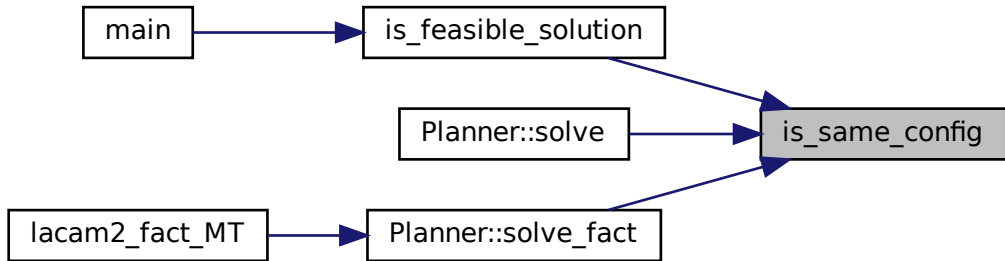 main
is_feasible_solution
Planner::solve
is_same_config
lacam2_fact_MT
Planner::solve_fact